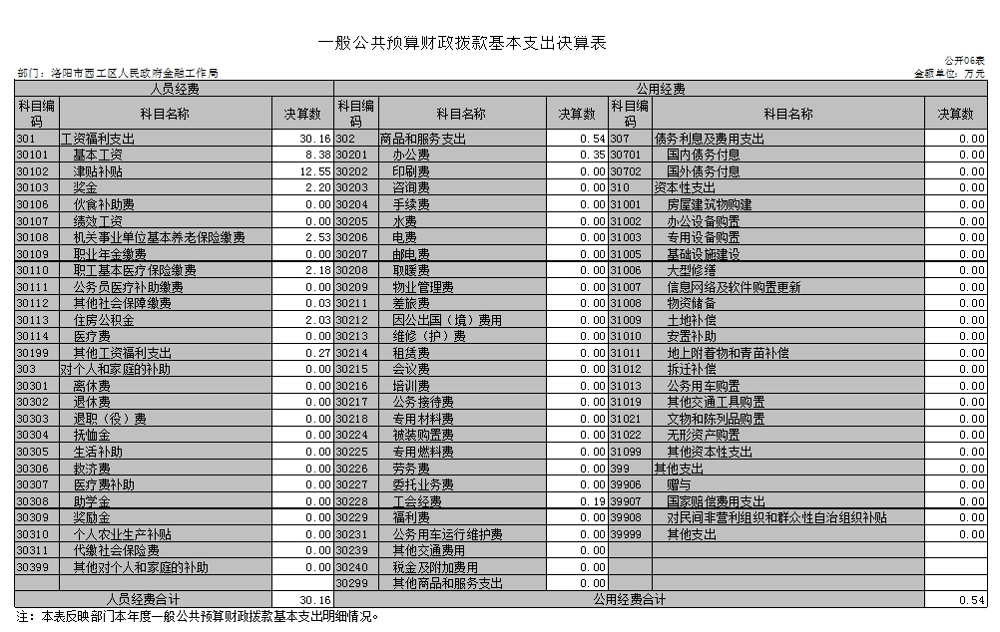 一般公共预算财政拨款基本支出决算表
公开06表
部门：洛阳市西工区人民政府金融工作局 金额单位：万元
人员经费 公用经费
科目编码 科目名称 决算数 科目编码 科目名称 决算数 科目编码 科目名称 决算数
301 工资福利支出 30.16 302 商品和服务支出 0.54 307 债务利息及费用支出 0.00
30101 基本工资 8.38 30201 办公费 0.35 30701 国内债务付息 0.00
30102 津贴补贴 12.55 30202 印刷费 0.00 30702 国外债务付息 0.00
30103 奖金 2.20 30203 咨询费 0.00 310 资本性支出 0.00
30106 伙食补助费 0.00 30204 手续费 0.00 31001 房屋建筑物购建 0.00
30107 绩效工资 0.00 30205 水费 0.00 31002 办公设备购置 0.00
30108 机关事业单位基本养老保险缴费 2.53 30206 电费 0.00 31003 专用设备购置 0.00
30109 职业年金缴费 0.00 30207 邮电费 0.00 31005 基础设施建设 0.00
30110 职工基本医疗保险缴费 2.18 30208 取暖费 0.00 31006 大型修缮 0.00
30111 公务员医疗补助缴费 0.00 30209 物业管理费 0.00 31007 信息网络及软件购置更新 0.00
30112 其他社会保障缴费 0.03 30211 差旅费 0.00 31008 物资储备 0.00
30113 住房公积金 2.03 30212 因公出国（境）费用 0.00 31009 土地补偿 0.00
30114 医疗费 0.00 30213 维修（护）费 0.00 31010 安置补助 0.00
30199 其他工资福利支出 0.27 30214 租赁费 0.00 31011 地上附着物和青苗补偿 0.00
303 对个人和家庭的补助 0.00 30215 会议费 0.00 31012 拆迁补偿 0.00
30301 离休费 0.00 30216 培训费 0.00 31013 公务用车购置 0.00
30302 退休费 0.00 30217 公务接待费 0.00 31019 其他交通工具购置 0.00
30303 退职（役）费 0.00 30218 专用材料费 0.00 31021 文物和陈列品购置 0.00
30304 抚恤金 0.00 30224 被装购置费 0.00 31022 无形资产购置 0.00
30305 生活补助 0.00 30225 专用燃料费 0.00 31099 其他资本性支出 0.00
30306 救济费 0.00 30226 劳务费 0.00 399 其他支出 0.00
30307 医疗费补助 0.00 30227 委托业务费 0.00 39906 赠与 0.00
30308 助学金 0.00 30228 工会经费 0.19 39907 国家赔偿费用支出 0.00
30309 奖励金 0.00 30229 福利费 0.00 39908 对民间非营利组织和群众性自治组织补贴 0.00
30310 个人农业生产补贴 0.00 30231 公务用车运行维护费 0.00 39999 其他支出 0.00
30311 代缴社会保险费 0.00 30239 其他交通费用 0.00
30399 其他对个人和家庭的补助 0.00 30240 税金及附加费用 0.00
30299 其他商品和服务支出 0.00
人员经费合计 30.16 公用经费合计 0.54
注：本表反映部门本年度一般公共预算财政拨款基本支出明细情况。